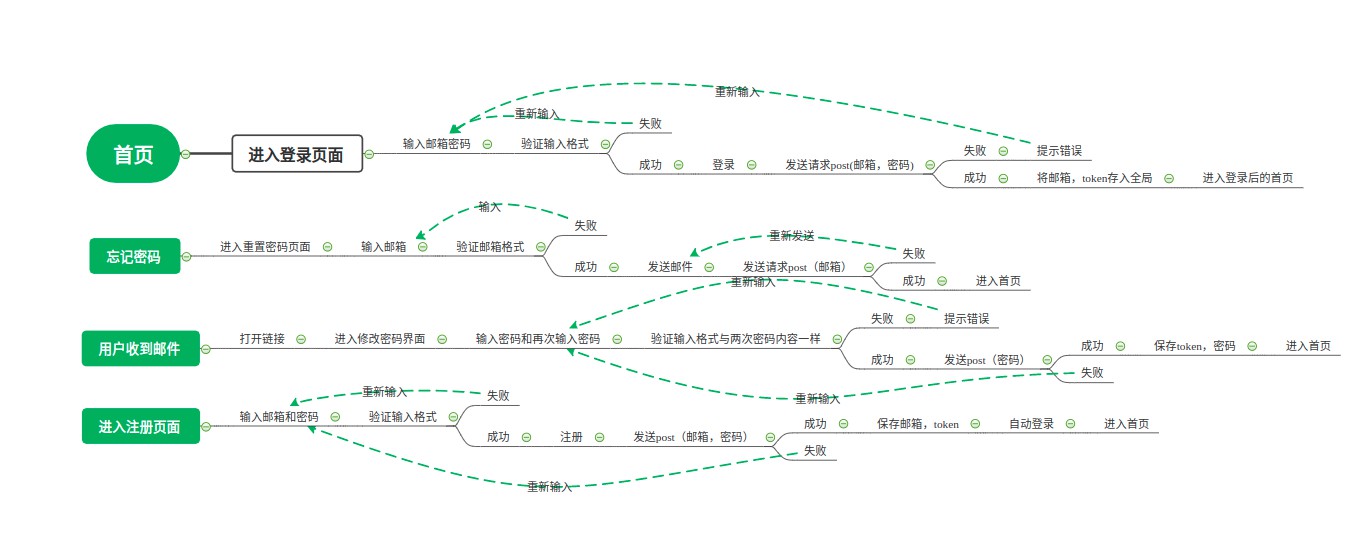 重新输入
重新输入
失败
首页
进入登录页面
输入邮箱密码
验证输入格式
失败
提示错误
成功
登录
发送请求post(邮箱，密码)
成功
将邮箱，token存入全局
进入登录后的首页
输入
失败
重新发送
忘记密码
进入重置密码页面
输入邮箱
验证邮箱格式
失败
成功
发送邮件
发送请求post（邮箱）
成功
进入首页
重新输入
失败
提示错误
用户收到邮件
打开链接
进入修改密码界面
输入密码和再次输入密码
验证输入格式与两次密码内容一样
成功
保存token，密码
进入首页
成功
发送post（密码）
失败
重新输入
失败
重新输入
进入注册页面
输入邮箱和密码
验证输入格式
成功
保存邮箱，token
自动登录
进入首页
成功
注册
发送post（邮箱，密码）
失败
重新输入